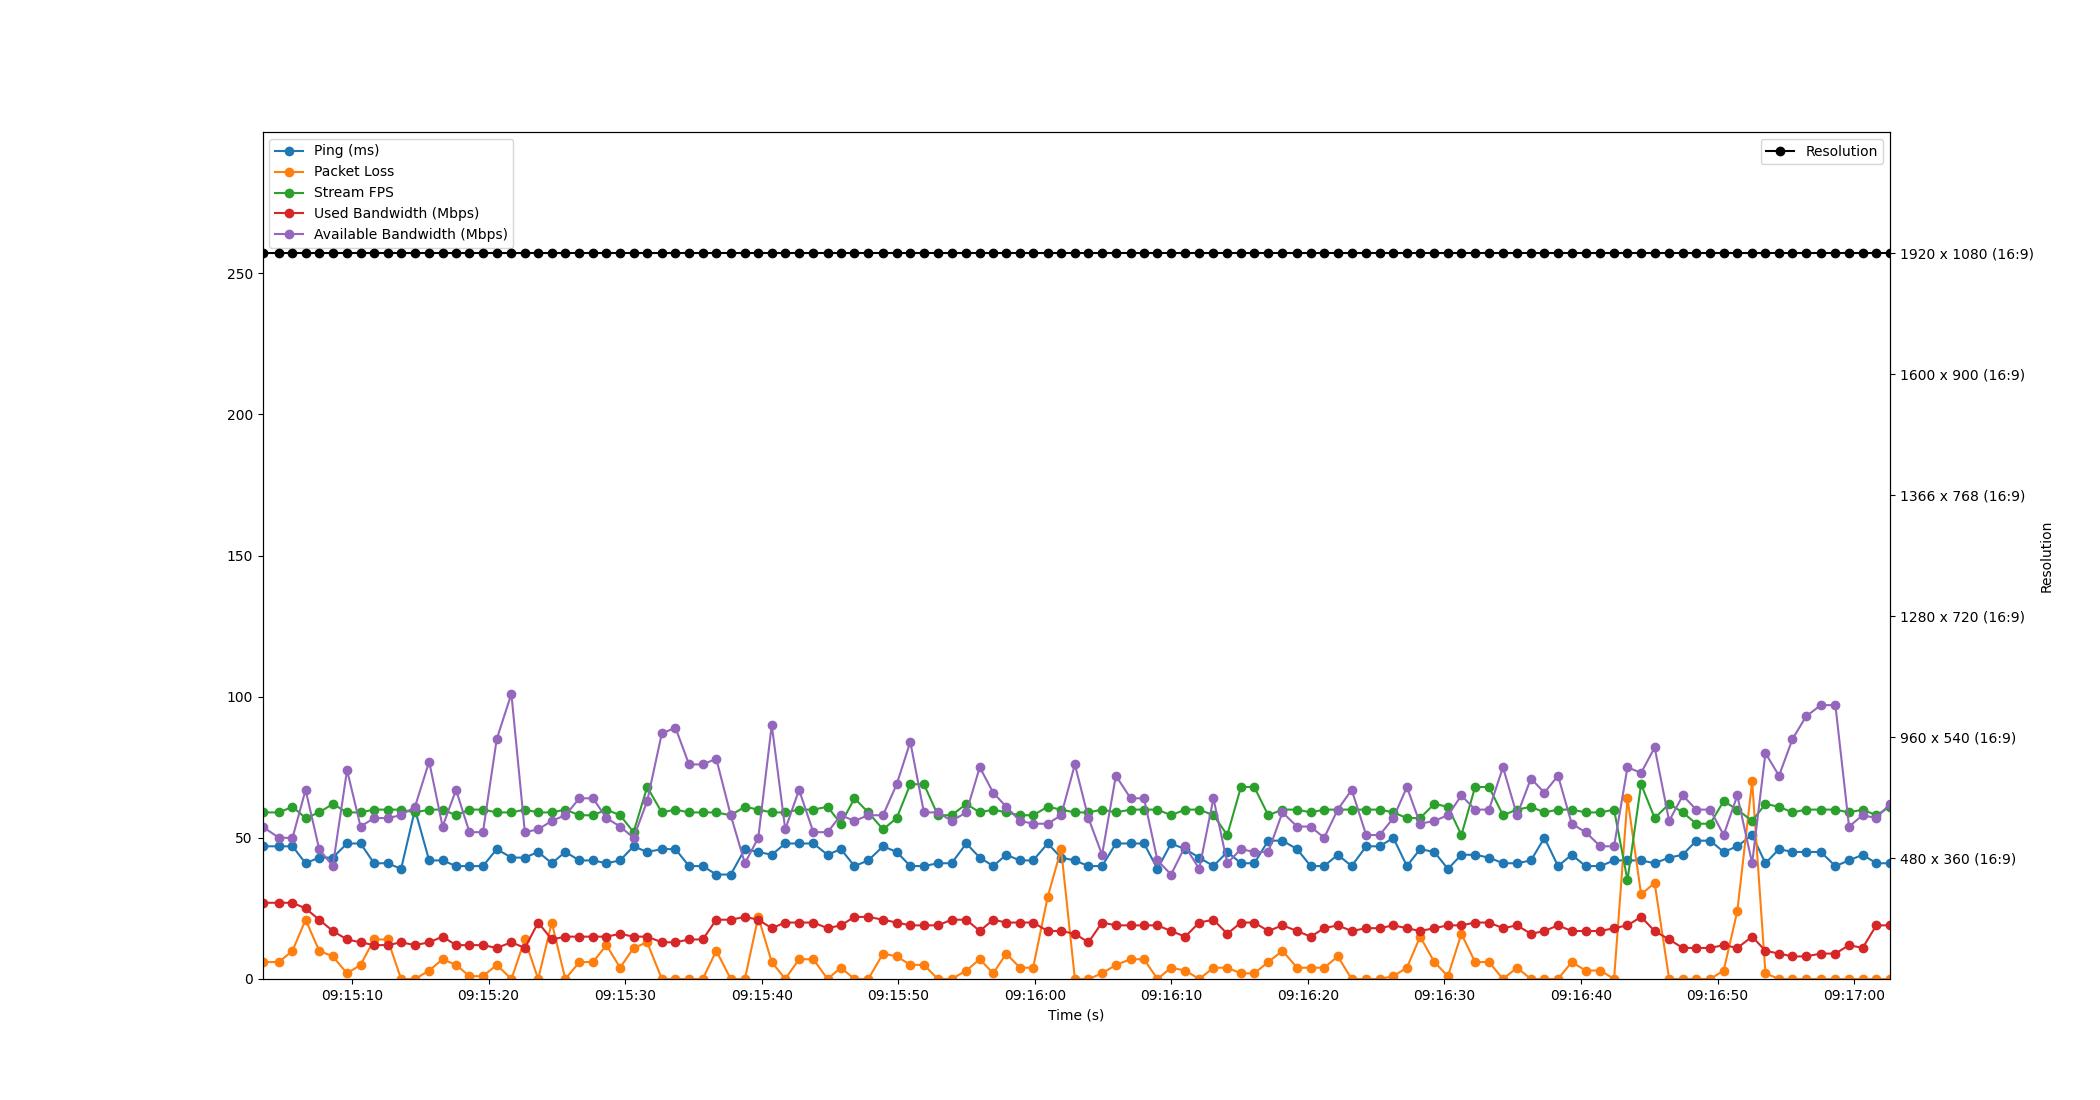 Ping (ms)
Packet Loss
Stream FPS
Used Bandwidth (Mbps)
Available Bandwidth (Mbps)
Resolution
250
200
150
100
50
0
1920 x 1080 (16:9)
1600 x 900 (16:9)
1366 x 768 (16:9)
1280 x 720 (16:9)
960 x 540 (16:9)
480 x 360 (16:9)
Resolution
09:15:10 09:15:20 09:15:30 09:15:40 09:15:50 09:16:00 09:16:10 09:16:20 09:16:30 09:16:40 09:16:50 09:17:00
Time (s)